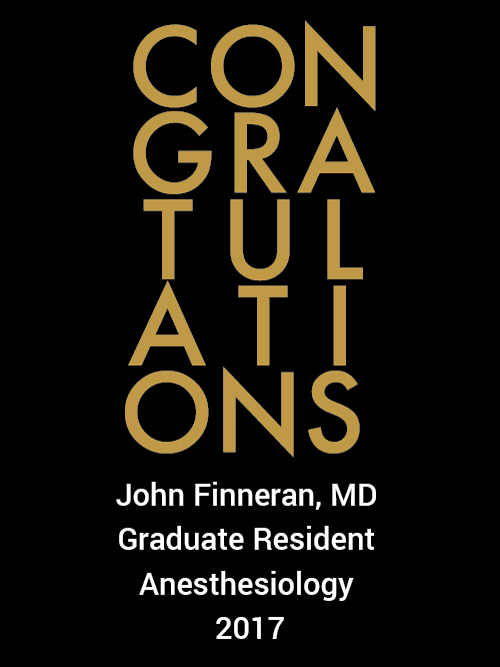 CON
GRA
TUL
ATI
ONS
John Finneran, MD
Graduate Resident
Anesthesiology
2017